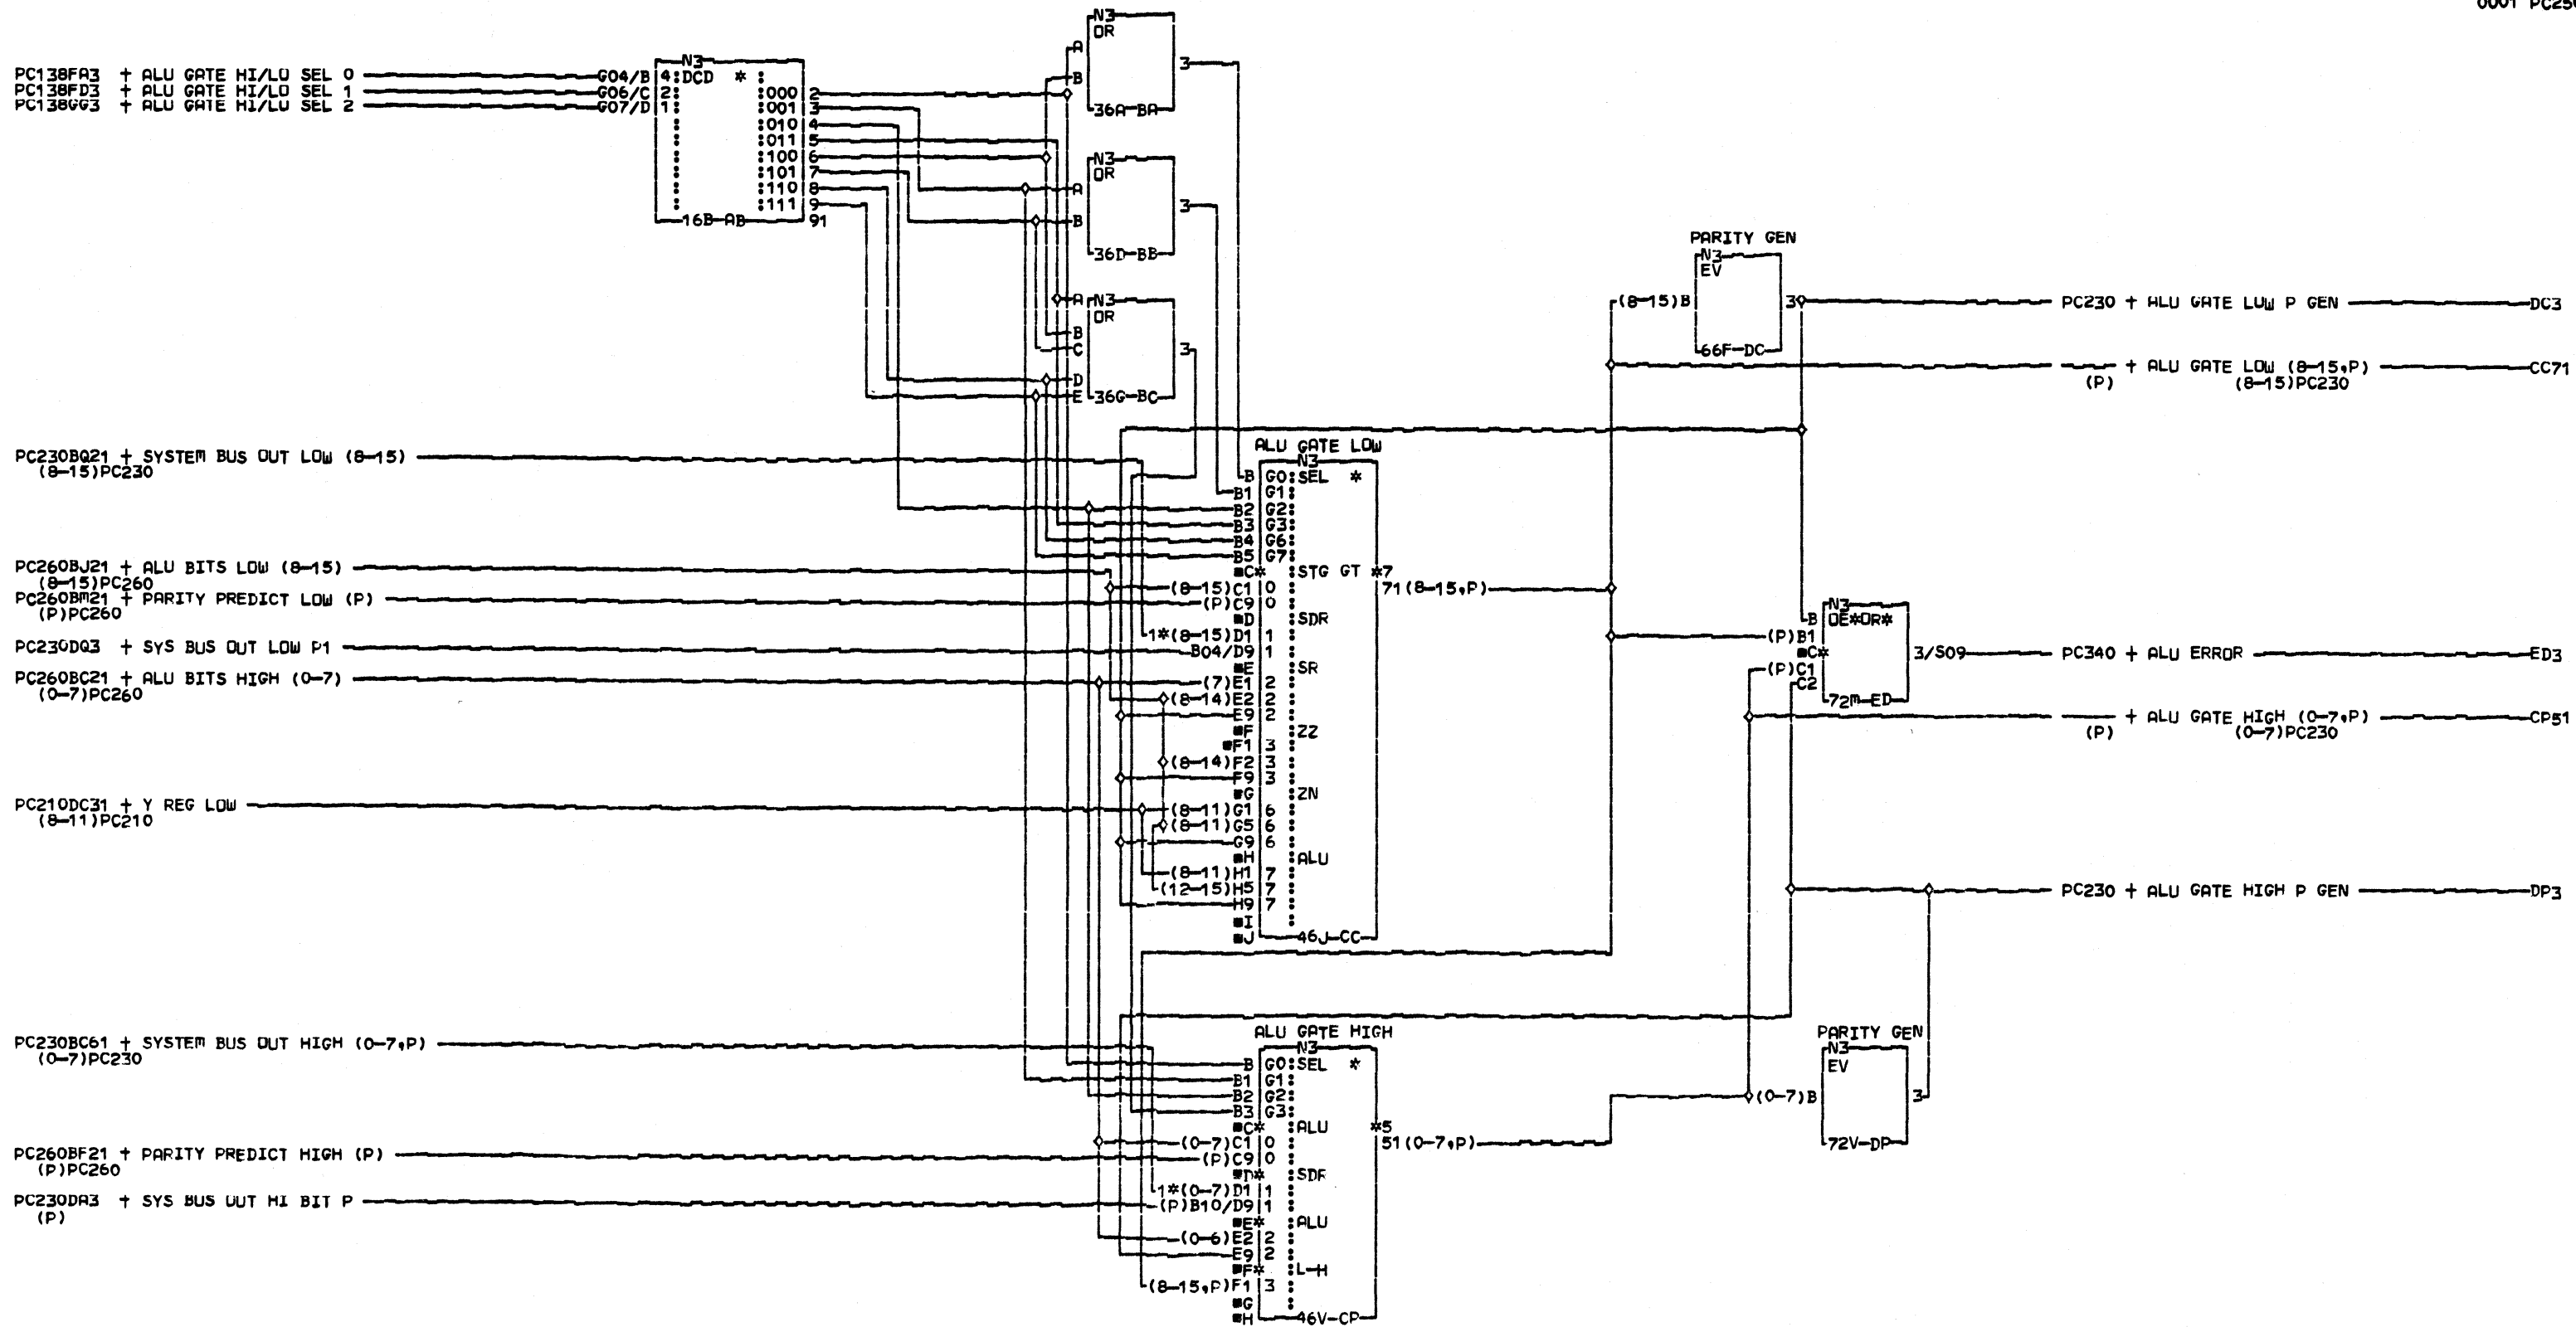 0001 PC25
N3
OR
A
B
3
36A-BA
N3
PC138FA3 + ALU GATE HI/LO SEL 0 G04/B 4 DCD *
PC138FD3 + ALU GATE HI/LO SEL 1 G06/C 2 000 2
PC138GG3 + ALU GATE HI/LO SEL 2 G07/D 1 001 3
010 4
011 5
100 6
101 7
110 8
111 9
16B-AB 91
N3
OR
A
B
3
36D-BB
N3
OR
A
B
C
D
E
3
36G-BC
PARITY GEN
N3
EV
(8-15)B 3
66F-DC
PC230 + ALU GATE LOW P GEN DC3
+ ALU GATE LOW (8-15,P) CC71
(P) (8-15)PC230
PC230BQ21 + SYSTEM BUS OUT LOW (8-15)
(8-15)PC230
PC260BJ21 + ALU BITS LOW (8-15)
(8-15)PC260
PC260BM21 + PARITY PREDICT LOW (P)
(P)PC260
PC230DQ3 + SYS BUS OUT LOW P1
PC260BC21 + ALU BITS HIGH (0-7)
(0-7)PC260
PC210DC31 + Y REG LOW
(8-11)PC210
ALU GATE LOW
N3
B G0 SEL *
B1 G1
B2 G2
B3 G3
B4 G6
B5 G7
C* STG GT *7
(8-15)C1 0 71(8-15,P)
(P)C9 0
D SDR
1*(8-15)D1 1
B04/D9 1
E SR
(7)E1 2
(8-14)E2 2
E9 2
F ZZ
F1 3
(8-14)F2 3
F9 3
G ZN
(8-11)G1 6
(8-11)G5 6
G9 6
H ALU
(8-11)H1 7
(12-15)H5 7
H9 7
I
J 46J-CC
N3
B OE*OR*
(P)B1
C* 3/S09 PC340 + ALU ERROR ED3
(P)C1
C2
72M-ED
+ ALU GATE HIGH (0-7,P) CP51
(P) (0-7)PC230
PC230 + ALU GATE HIGH P GEN DP3
PC230BC61 + SYSTEM BUS OUT HIGH (0-7,P)
(0-7)PC230
PC260BF21 + PARITY PREDICT HIGH (P)
(P)PC260
PC230DA3 + SYS BUS OUT HI BIT P
(P)
ALU GATE HIGH
N3
B G0 SEL *
B1 G1
B2 G2
B3 G3
C* ALU *5
(0-7)C1 0 51(0-7,P)
(P)C9 0
D* SDR
1*(0-7)D1 1
(P)B10/D9 1
E* ALU
(0-6)E2 2
E9 2
F* L-H
(8-15,P)F1 3
G
H 46V-CP
PARITY GEN
N3
EV
(0-7)B 3
72V-DP